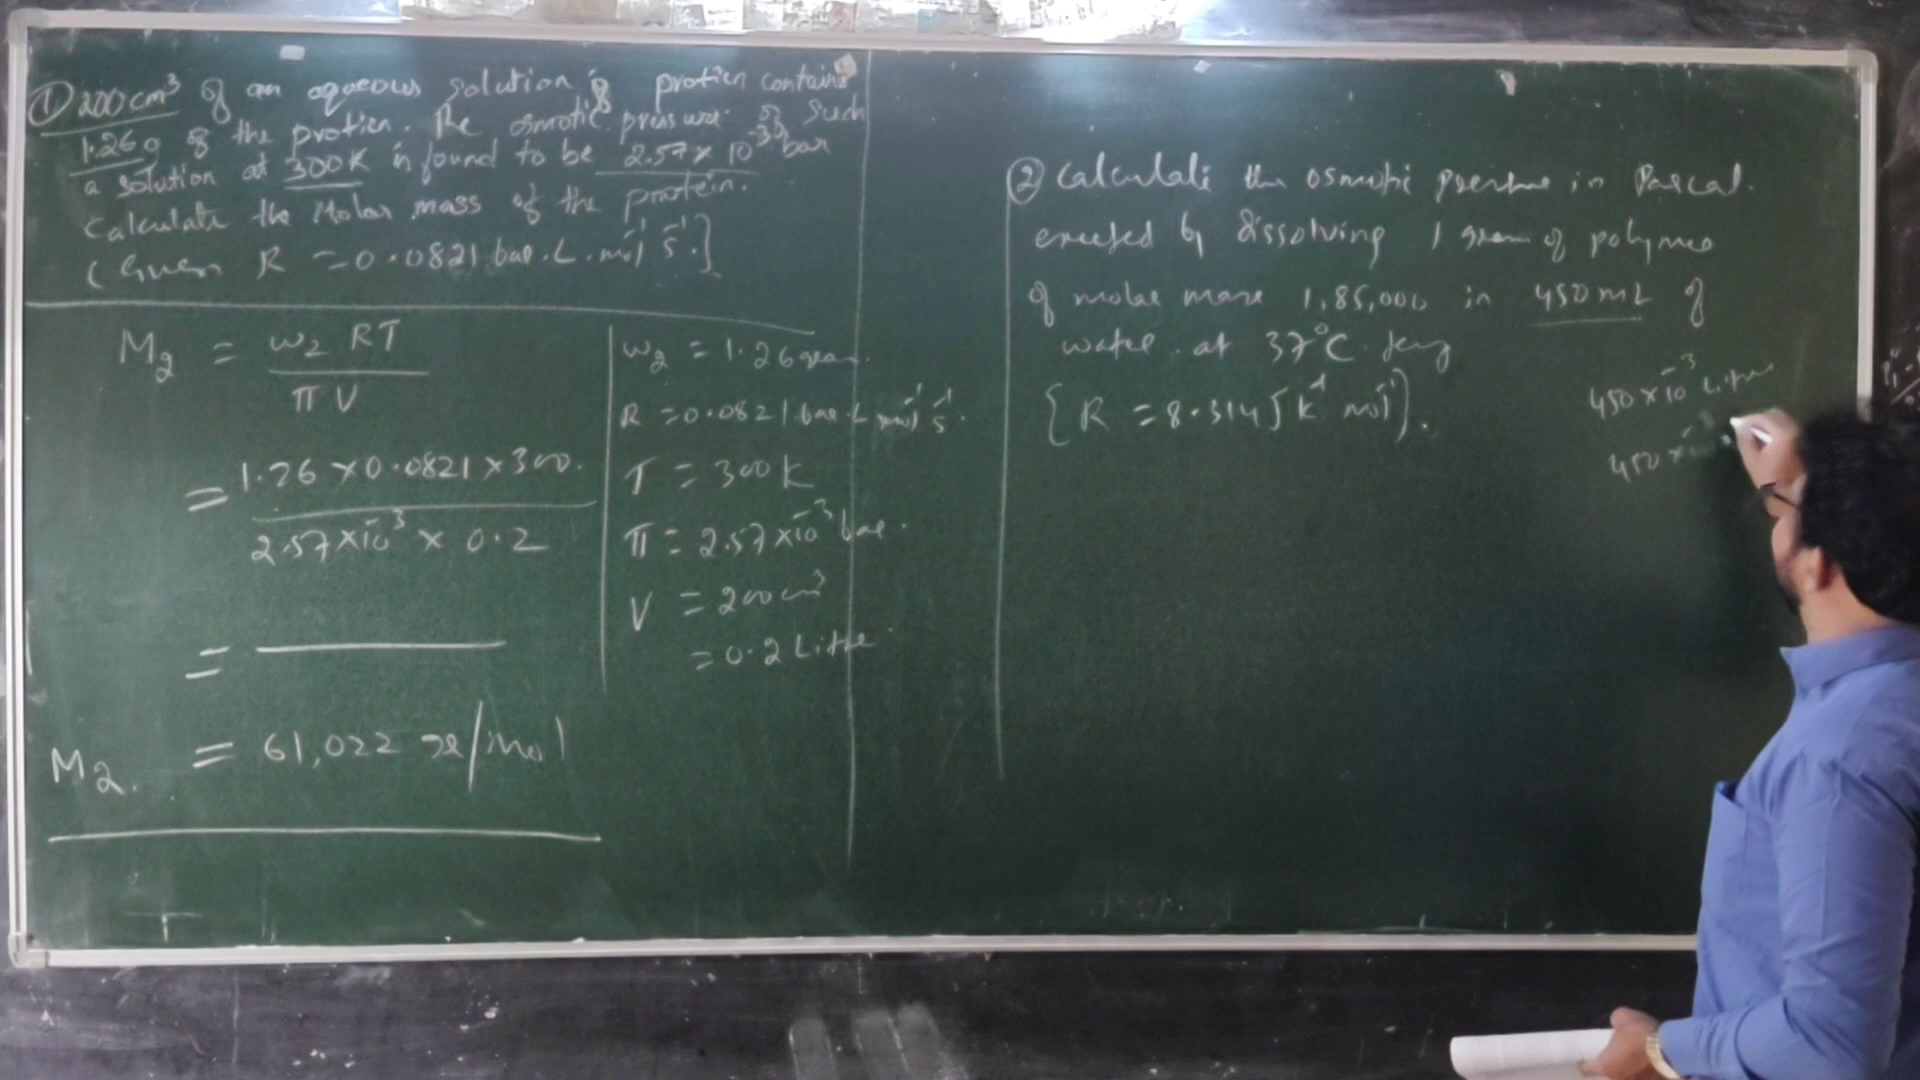 ① 200 cm³ of an aqueous solution of protien contains
1.26 g of the protien. The osmotic pressure of such
a solution at 300 K is found to be 2.57 × 10⁻³ bar
Calculate the Molar mass of the protein.
(Given R = 0.0821 bar. L. mol⁻¹ s⁻¹.]
M₂ = w₂ RT / π V
= 1.26 × 0.0821 × 300. / 2.57 × 10⁻³ × 0.2
=
M₂. = 61,022 gr/mol
w₂ = 1.26 gram.
R = 0.0821 bar. L mol⁻¹ s⁻¹.
T = 300 K
π = 2.57 × 10⁻³ bar.
V = 200 cm³
= 0.2 Litre
② Calculate the osmotic pressure in Pascal.
exerted by dissolving 1 gram of polymer
of molar mass 1,85,000 in 450 mL of
water. at 37°C.
{R = 8.314 J K⁻¹ mol⁻¹}.
450 × 10⁻³ Litre
450 ×